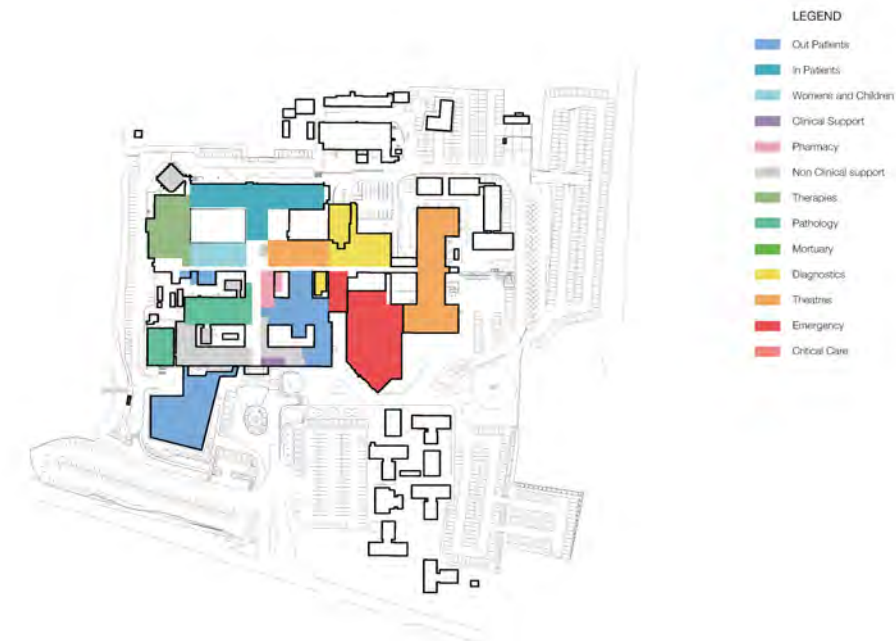 LEGEND
Out Patients
In Patients
Womens and Children
Clinical Support
Pharmacy
Non Clinical support
Therapies
Pathology
Mortuary
Diagnostics
Theatres
Emergency
Critical Care